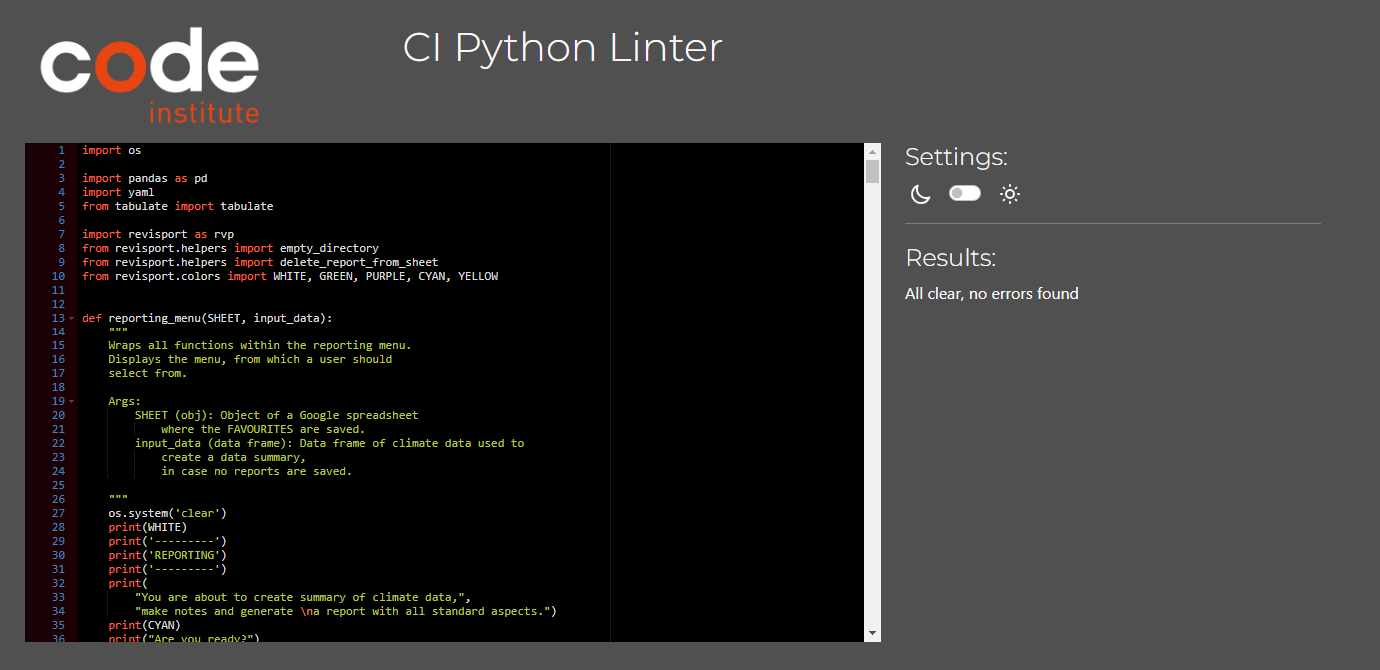 code
institute
CI Python Linter
1 import os
2
3 import pandas as pd
4 import yaml
5 from tabulate import tabulate
6
7 import revisport as rvp
8 from revisport.helpers import empty_directory
9 from revisport.helpers import delete_report_from_sheet
10 from revisport.colors import WHITE, GREEN, PURPLE, CYAN, YELLOW
11
12
13 def reporting_menu(SHEET, input_data):
14 """
15 Wraps all functions within the reporting menu.
16 Displays the menu, from which a user should
17 select from.
18
19 Args:
20 SHEET (obj): Object of a Google spreadsheet
21 where the FAVOURITES are saved.
22 input_data (data frame): Data frame of climate data used to
23 create a data summary,
24 in case no reports are saved.
25
26 """
27 os.system('clear')
28 print(WHITE)
29 print('---------')
30 print('REPORTING')
31 print('---------')
32 print(
33 "You are about to create summary of climate data,",
34 "make notes and generate \na report with all standard aspects.")
35 print(CYAN)
36 print("Are you ready?")
Settings:
Results:
All clear, no errors found